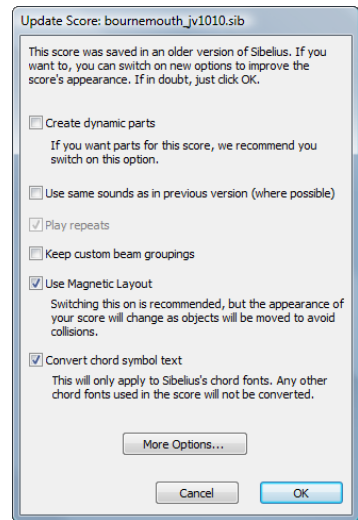 Update Score: bournemouth_jv1010.sib
This score was saved in an older version of Sibelius. If you
want to, you can switch on new options to improve the
score's appearance. If in doubt, just click OK.
Create dynamic parts
If you want parts for this score, we recommend you
switch on this option.
Use same sounds as in previous version (where possible)
Play repeats
Keep custom beam groupings
Use Magnetic Layout
Switching this on is recommended, but the appearance of
your score will change as objects will be moved to avoid
collisions.
Convert chord symbol text
This will only apply to Sibelius's chord fonts. Any other
chord fonts used in the score will not be converted.
More Options...
Cancel OK